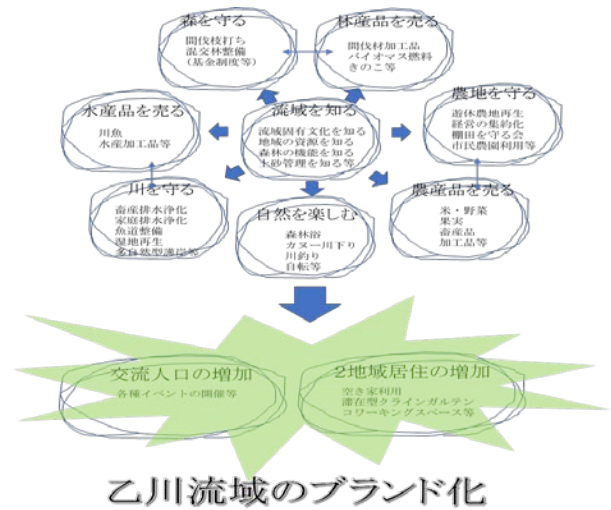 森を守る
間伐枝打ち
混交林整備
(基金制度等)
林産品を売る
間伐材加工品
バイオマス燃料
きのこ等
水産品を売る
川魚
水産加工品等
流域を知る
流域固有文化を知る
地域の資源を知る
森林の機能を知る
土砂管理を知る等
農地を守る
遊休農地再生
経営の集約化
棚田を守る会
市民農園利用等
川を守る
畜産排水浄化
家庭排水浄化
魚道整備
湿地再生
多自然型護岸等
自然を楽しむ
森林浴
カヌー川下り
川釣り
自転等
農産品を売る
米・野菜
果実
畜産品
加工品等
交流人口の増加
各種イベントの開催等
2地域居住の増加
空き家利用
滞在型クラインガルテン
コワーキングスペース等
乙川流域のブランド化